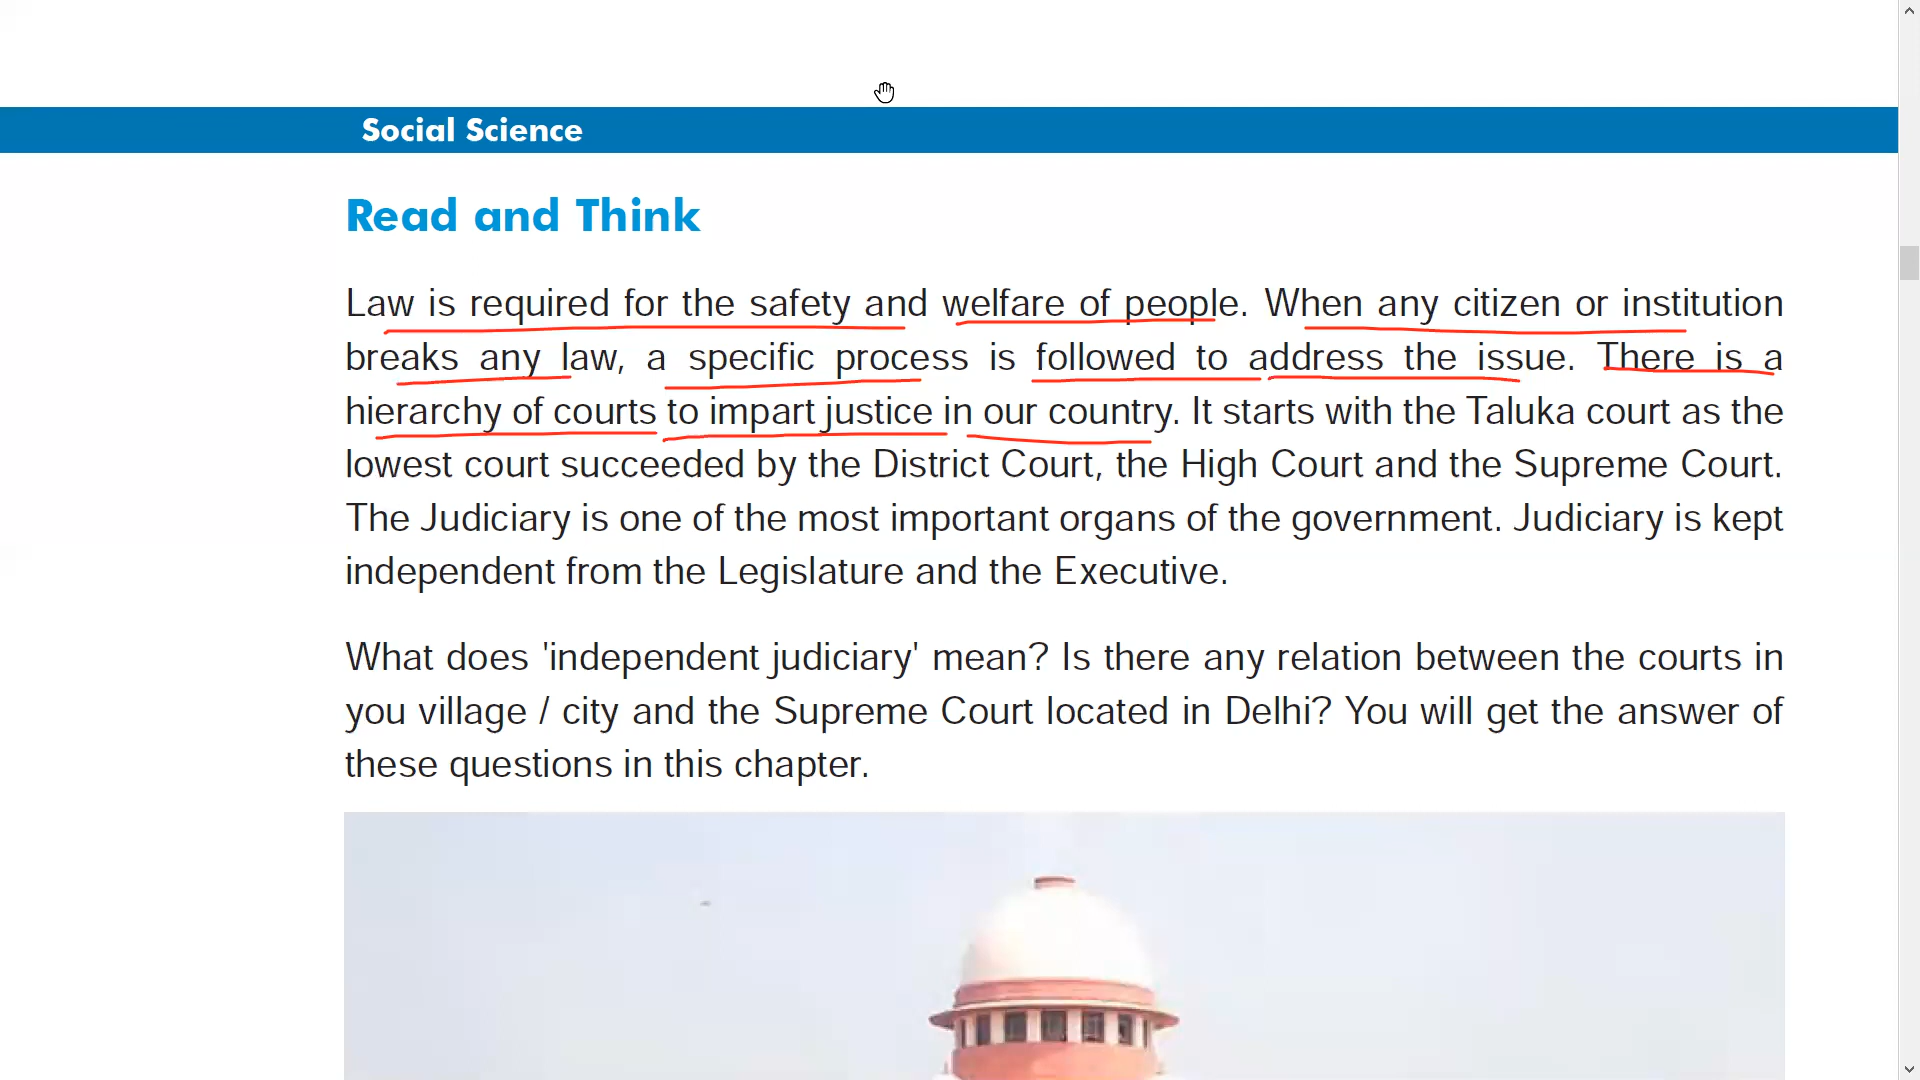 Social Science
Read and Think
Law is required for the safety and welfare of people. When any citizen or institution
breaks any law, a specific process is followed to address the issue. There is a
hierarchy of courts to impart justice in our country. It starts with the Taluka court as the
lowest court succeeded by the District Court, the High Court and the Supreme Court.
The Judiciary is one of the most important organs of the government. Judiciary is kept
independent from the Legislature and the Executive.
What does 'independent judiciary' mean? Is there any relation between the courts in
you village / city and the Supreme Court located in Delhi? You will get the answer of
these questions in this chapter.